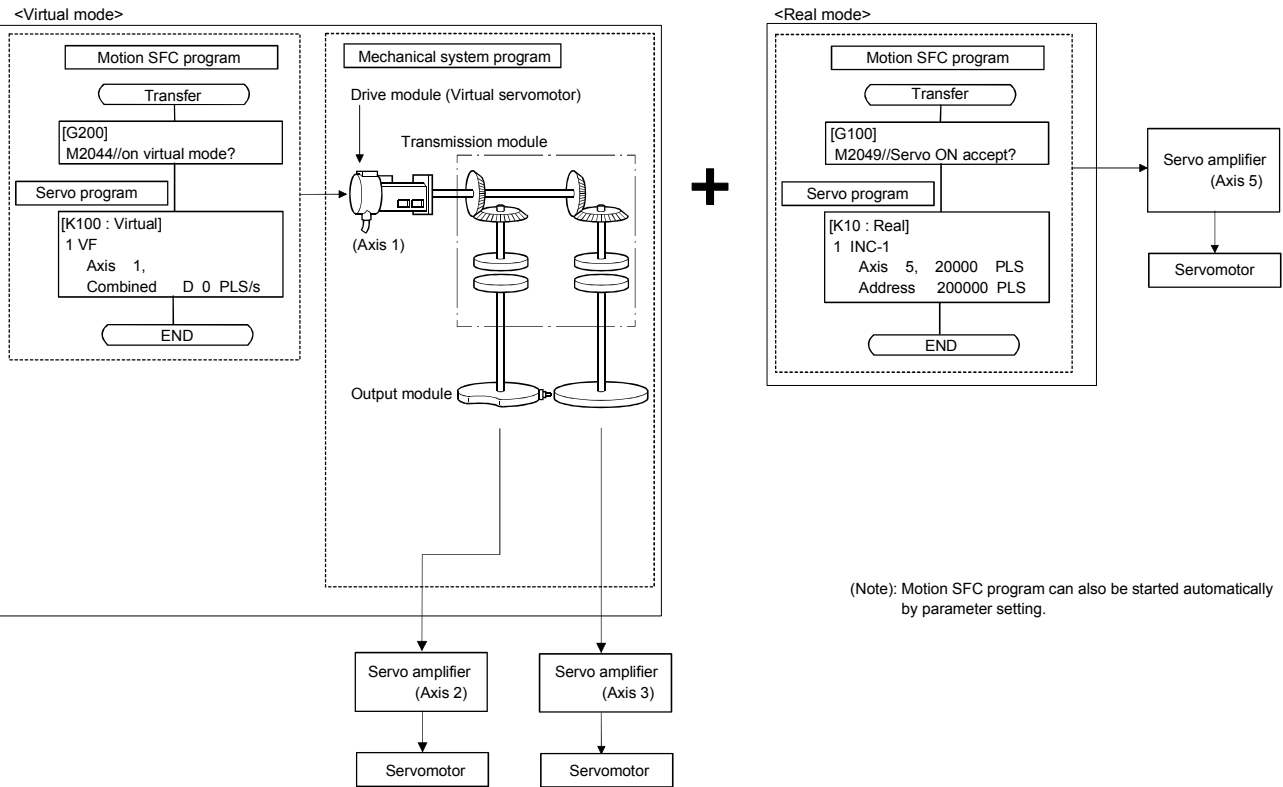 <Virtual mode>
Motion SFC program
Transfer
[G200]
M2044//on virtual mode?
Servo program
[K100 : Virtual]
1 VF
Axis 1,
Combined D 0 PLS/s
END
Mechanical system program
Drive module (Virtual servomotor)
Transmission module
(Axis 1)
Output module
Servo amplifier
(Axis 2)
Servomotor
Servo amplifier
(Axis 3)
Servomotor
+
<Real mode>
Motion SFC program
Transfer
[G100]
M2049//Servo ON accept?
Servo program
[K10 : Real]
1 INC-1
Axis 5, 20000 PLS
Address 200000 PLS
END
Servo amplifier
(Axis 5)
Servomotor
(Note): Motion SFC program can also be started automatically
by parameter setting.